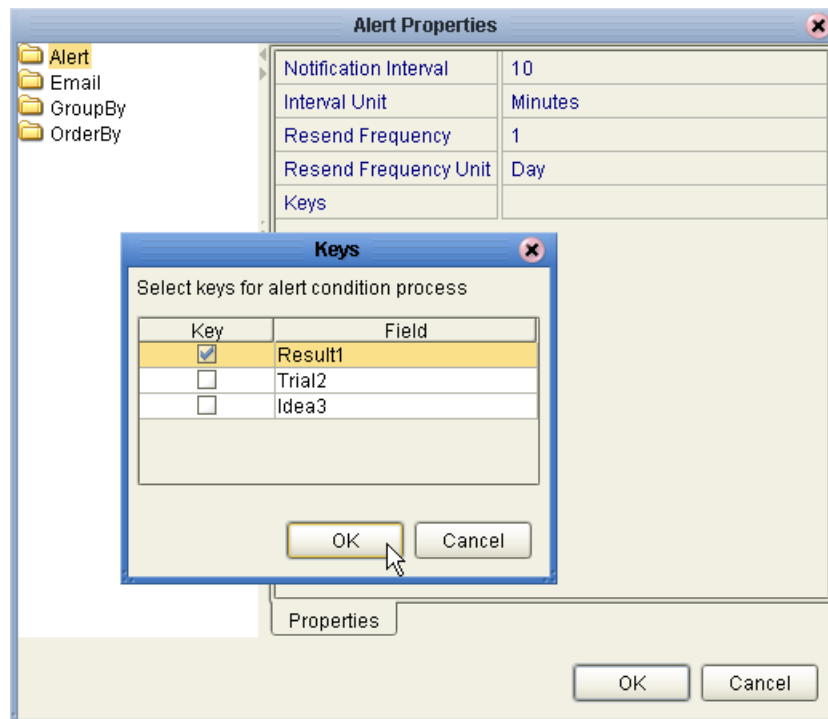 Alert Properties
Alert
Email
GroupBy
OrderBy
Notification Interval 10
Interval Unit Minutes
Resend Frequency 1
Resend Frequency Unit Day
Keys
Keys
Select keys for alert condition process
Key Field
Result1
Trial2
Idea3
OK Cancel
Properties
OK Cancel